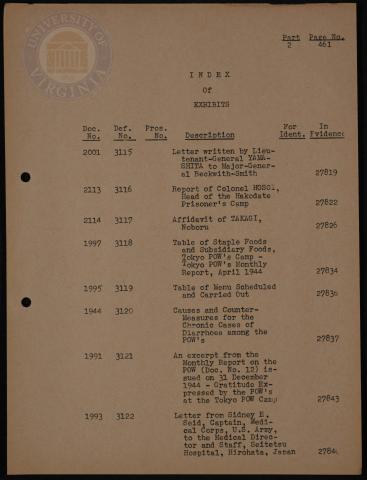 UNIVERSITY OF VIRGINIA
Part Page No.
2 461
INDEX
Of
EXHIBITS
Doc. Def. Pros. For In
No. No. No. Description Ident. Evidence
2001 3115 Letter written by Lieu-
tenant-General YAMA-
SHITA to Major-Gener-
al Beckwith-Smith 27819
2113 3116 Report of Colonel HOSOI,
Head of the Hakodate
Prisoner's Camp 27822
2114 3117 Affidavit of TAKAGI,
Noboru 27826
1997 3118 Table of Staple Foods
and Subsidiary Foods,
Tokyo POW's Camp -
Tokyo POW's Monthly
Report, April 1944 27834
1995 3119 Table of Menu Scheduled
and Carried Out 27836
1944 3120 Causes and Counter-
Measures for the
Chronic Cases of
Diarrhoea among the
POW's 27837
1991 3121 An excerpt from the
Monthly Report on the
POW (Doc. No. 12) is-
sued on 31 December
1944 - Gratitude Ex-
pressed by the POW's
at the Tokyo POW Camp 27843
1993 3122 Letter from Sidney E.
Seid, Captain, Medi-
cal Corps, U.S. Army,
to the Medical Direc-
tor and Staff, Seitetsu
Hospital, Hirohata, Japan